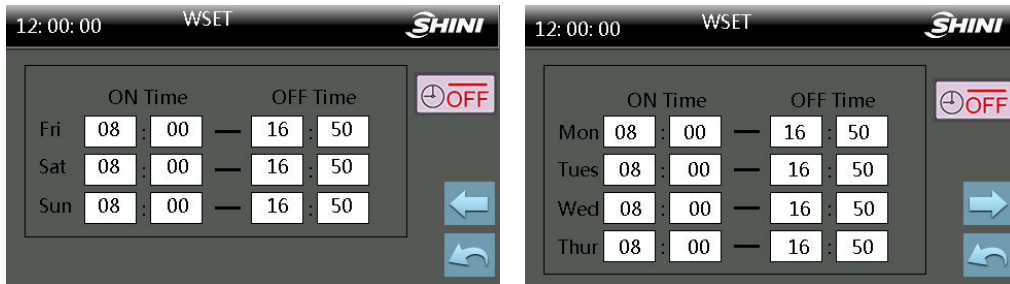 12:00:00 WSET SHINI
ON Time OFF Time OFF
Fri 08 : 00 — 16 : 50
Sat 08 : 00 — 16 : 50
Sun 08 : 00 — 16 : 50
12:00:00 WSET SHINI
ON Time OFF Time OFF
Mon 08 : 00 — 16 : 50
Tues 08 : 00 — 16 : 50
Wed 08 : 00 — 16 : 50
Thur 08 : 00 — 16 : 50